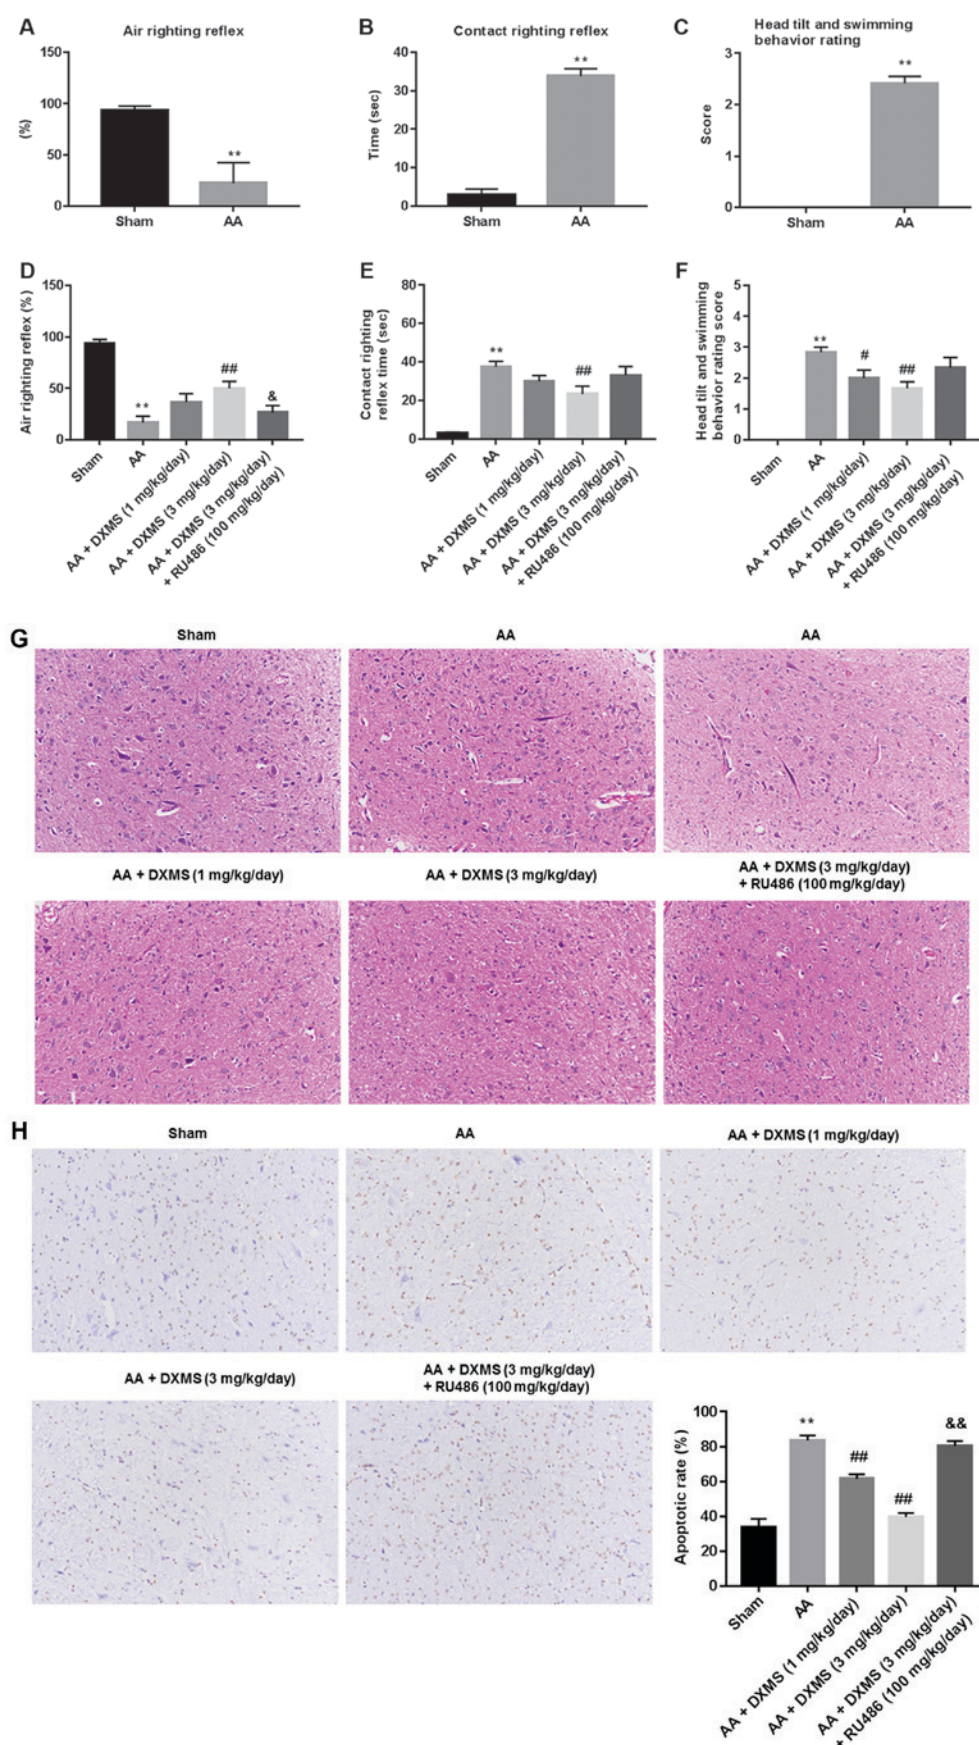 A
Air righting reflex
(%)
150
100
50
0
**
Sham
AA
B
Contact righting reflex
Time (sec)
40
30
20
10
0
**
Sham
AA
C
Head tilt and swimming
behavior rating
Score
3
2
1
0
**
Sham
AA
D
Air righting reflex (%)
150
100
50
0
**
##
&
Sham
AA
AA + DXMS (1 mg/kg/day)
AA + DXMS (3 mg/kg/day)
AA + DXMS (3 mg/kg/day)
+ RU486 (100 mg/kg/day)
E
Contact righting
reflex time (sec)
80
60
40
20
0
**
##
Sham
AA
AA + DXMS (1 mg/kg/day)
AA + DXMS (3 mg/kg/day)
AA + DXMS (3 mg/kg/day)
+ RU486 (100 mg/kg/day)
F
Head tilt and swimming
behavior rating score
5
4
3
2
1
0
**
#
##
Sham
AA
AA + DXMS (1 mg/kg/day)
AA + DXMS (3 mg/kg/day)
AA + DXMS (3 mg/kg/day)
+ RU486 (100 mg/kg/day)
G
Sham
AA
AA
AA + DXMS (1 mg/kg/day)
AA + DXMS (3 mg/kg/day)
AA + DXMS (3 mg/kg/day)
+ RU486 (100 mg/kg/day)
H
Sham
AA
AA + DXMS (1 mg/kg/day)
AA + DXMS (3 mg/kg/day)
AA + DXMS (3 mg/kg/day)
+ RU486 (100 mg/kg/day)
Apoptotic rate (%)
100
80
60
40
20
0
**
##
##
&&
Sham
AA
AA + DXMS (1 mg/kg/day)
AA + DXMS (3 mg/kg/day)
AA + DXMS (3 mg/kg/day)
+ RU486 (100 mg/kg/day)